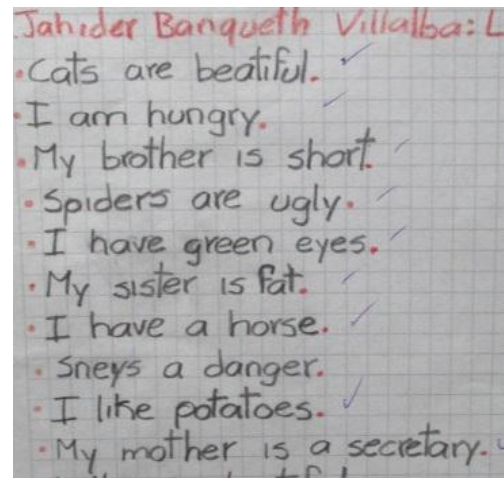 Jahider Banqueth Villalba: L
• Cats are beatiful.
• I am hungry.
• My brother is short.
• Spiders are ugly.
• I have green eyes.
• My sister is fat.
• I have a horse.
• Sneys a danger.
• I like potatoes.
• My mother is a secretary.